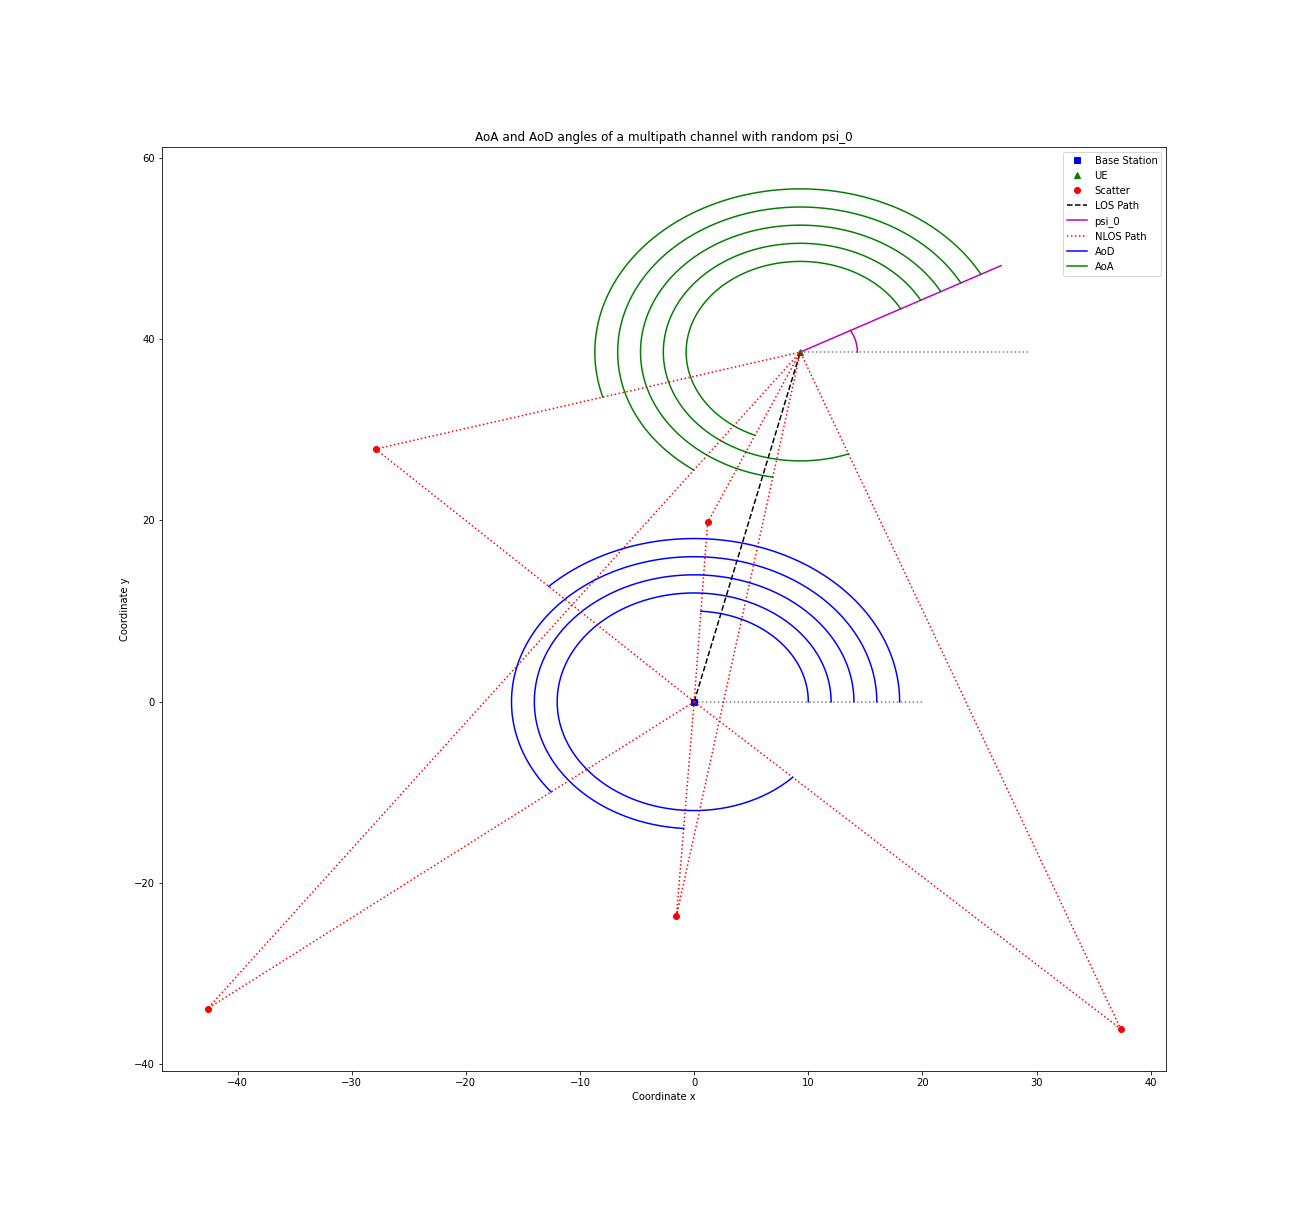 AoA and AoD angles of a multipath channel with random psi_0
Base Station
UE
Scatter
LOS Path
psi_0
NLOS Path
AoD
AoA
60
40
20
0
−20
−40
Coordinate y
−40 −30 −20 −10 0 10 20 30 40
Coordinate x